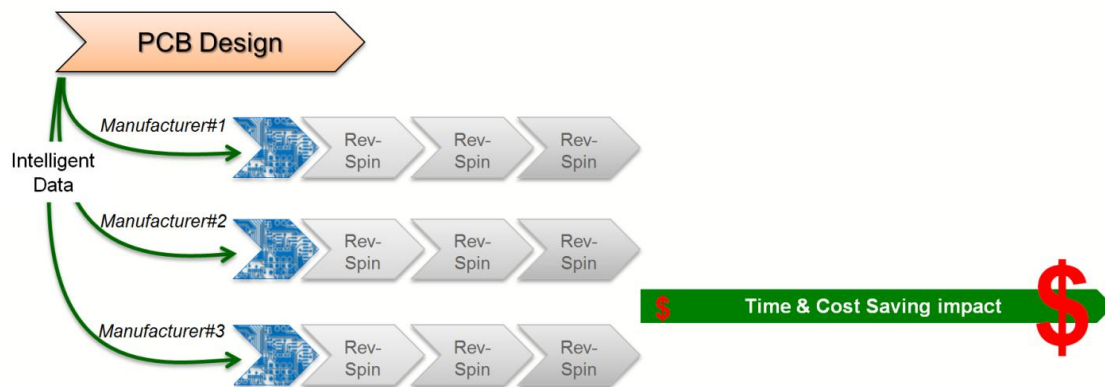 PCB Design
Manufacturer#1
Rev-
Spin
Rev-
Spin
Rev-
Spin
Intelligent
Data
Manufacturer#2
Rev-
Spin
Rev-
Spin
Rev-
Spin
$ Time & Cost Saving impact $
Manufacturer#3
Rev-
Spin
Rev-
Spin
Rev-
Spin